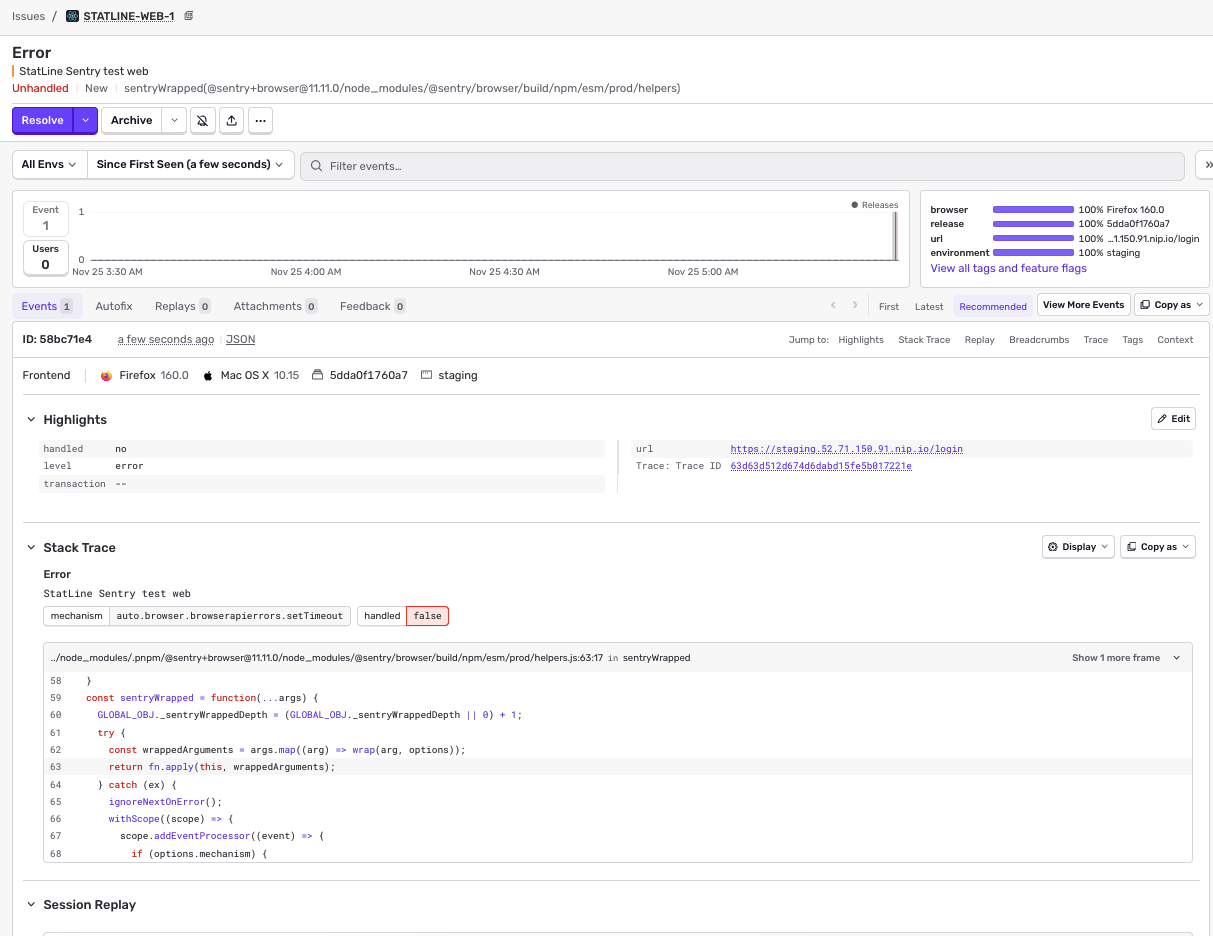 Issues / STATLINE-WEB-1
Error
StatLine Sentry test web
Unhandled New sentryWrapped(@sentry+browser@11.11.0/node_modules/@sentry/browser/build/npm/esm/prod/helpers)
Resolve Archive ...
All Envs Since First Seen (a few seconds) Filter events… »
Event
1
Users
0
1
0
Releases
Nov 25 3:30 AM Nov 25 4:00 AM Nov 25 4:30 AM Nov 25 5:00 AM
browser 100% Firefox 160.0
release 100% 5dda0f1760a7
url 100% …1.150.91.nip.io/login
environment 100% staging
View all tags and feature flags
Events 1 Autofix Replays 0 Attachments 0 Feedback 0 First Latest Recommended View More Events Copy as
ID: 58bc71e4 a few seconds ago JSON Jump to: Highlights Stack Trace Replay Breadcrumbs Trace Tags Context
Frontend Firefox 160.0 Mac OS X 10.15 5dda0f1760a7 staging
Highlights Edit
handled no
level error
transaction --
url https://staging.52.71.150.91.nip.io/login
Trace: Trace ID 63d63d512d674d6dabd15fe5b017221e
Stack Trace Display Copy as
Error
StatLine Sentry test web
mechanism auto.browser.browserapierrors.setTimeout handled false
../node_modules/.pnpm/@sentry+browser@11.11.0/node_modules/@sentry/browser/build/npm/esm/prod/helpers.js:63:17 in sentryWrapped Show 1 more frame
58 }
59 const sentryWrapped = function(...args) {
60 GLOBAL_OBJ._sentryWrappedDepth = (GLOBAL_OBJ._sentryWrappedDepth || 0) + 1;
61 try {
62 const wrappedArguments = args.map((arg) => wrap(arg, options));
63 return fn.apply(this, wrappedArguments);
64 } catch (ex) {
65 ignoreNextOnError();
66 withScope((scope) => {
67 scope.addEventProcessor((event) => {
68 if (options.mechanism) {
Session Replay